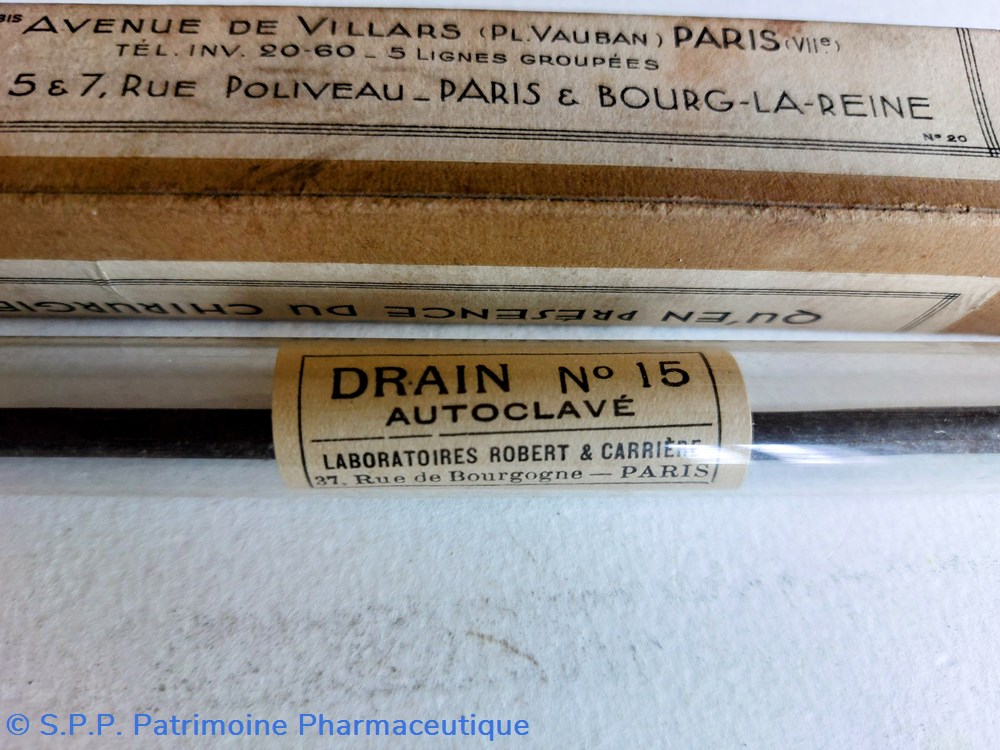 BIS AVENUE DE VILLARS (PL. VAUBAN) PARIS (VIIe)
TÉL. INV. 20-60 _ 5 LIGNES GROUPÉES
5 & 7, RUE POLIVEAU _ PARIS & BOURG-LA-REINE
No 20
QU'EN PRÉSENCE DU CHIRURGIE
DRAIN No 15
AUTOCLAVÉ
LABORATOIRES ROBERT & CARRIÈRE
37, Rue de Bourgogne — PARIS
© S.P.P. Patrimoine Pharmaceutique